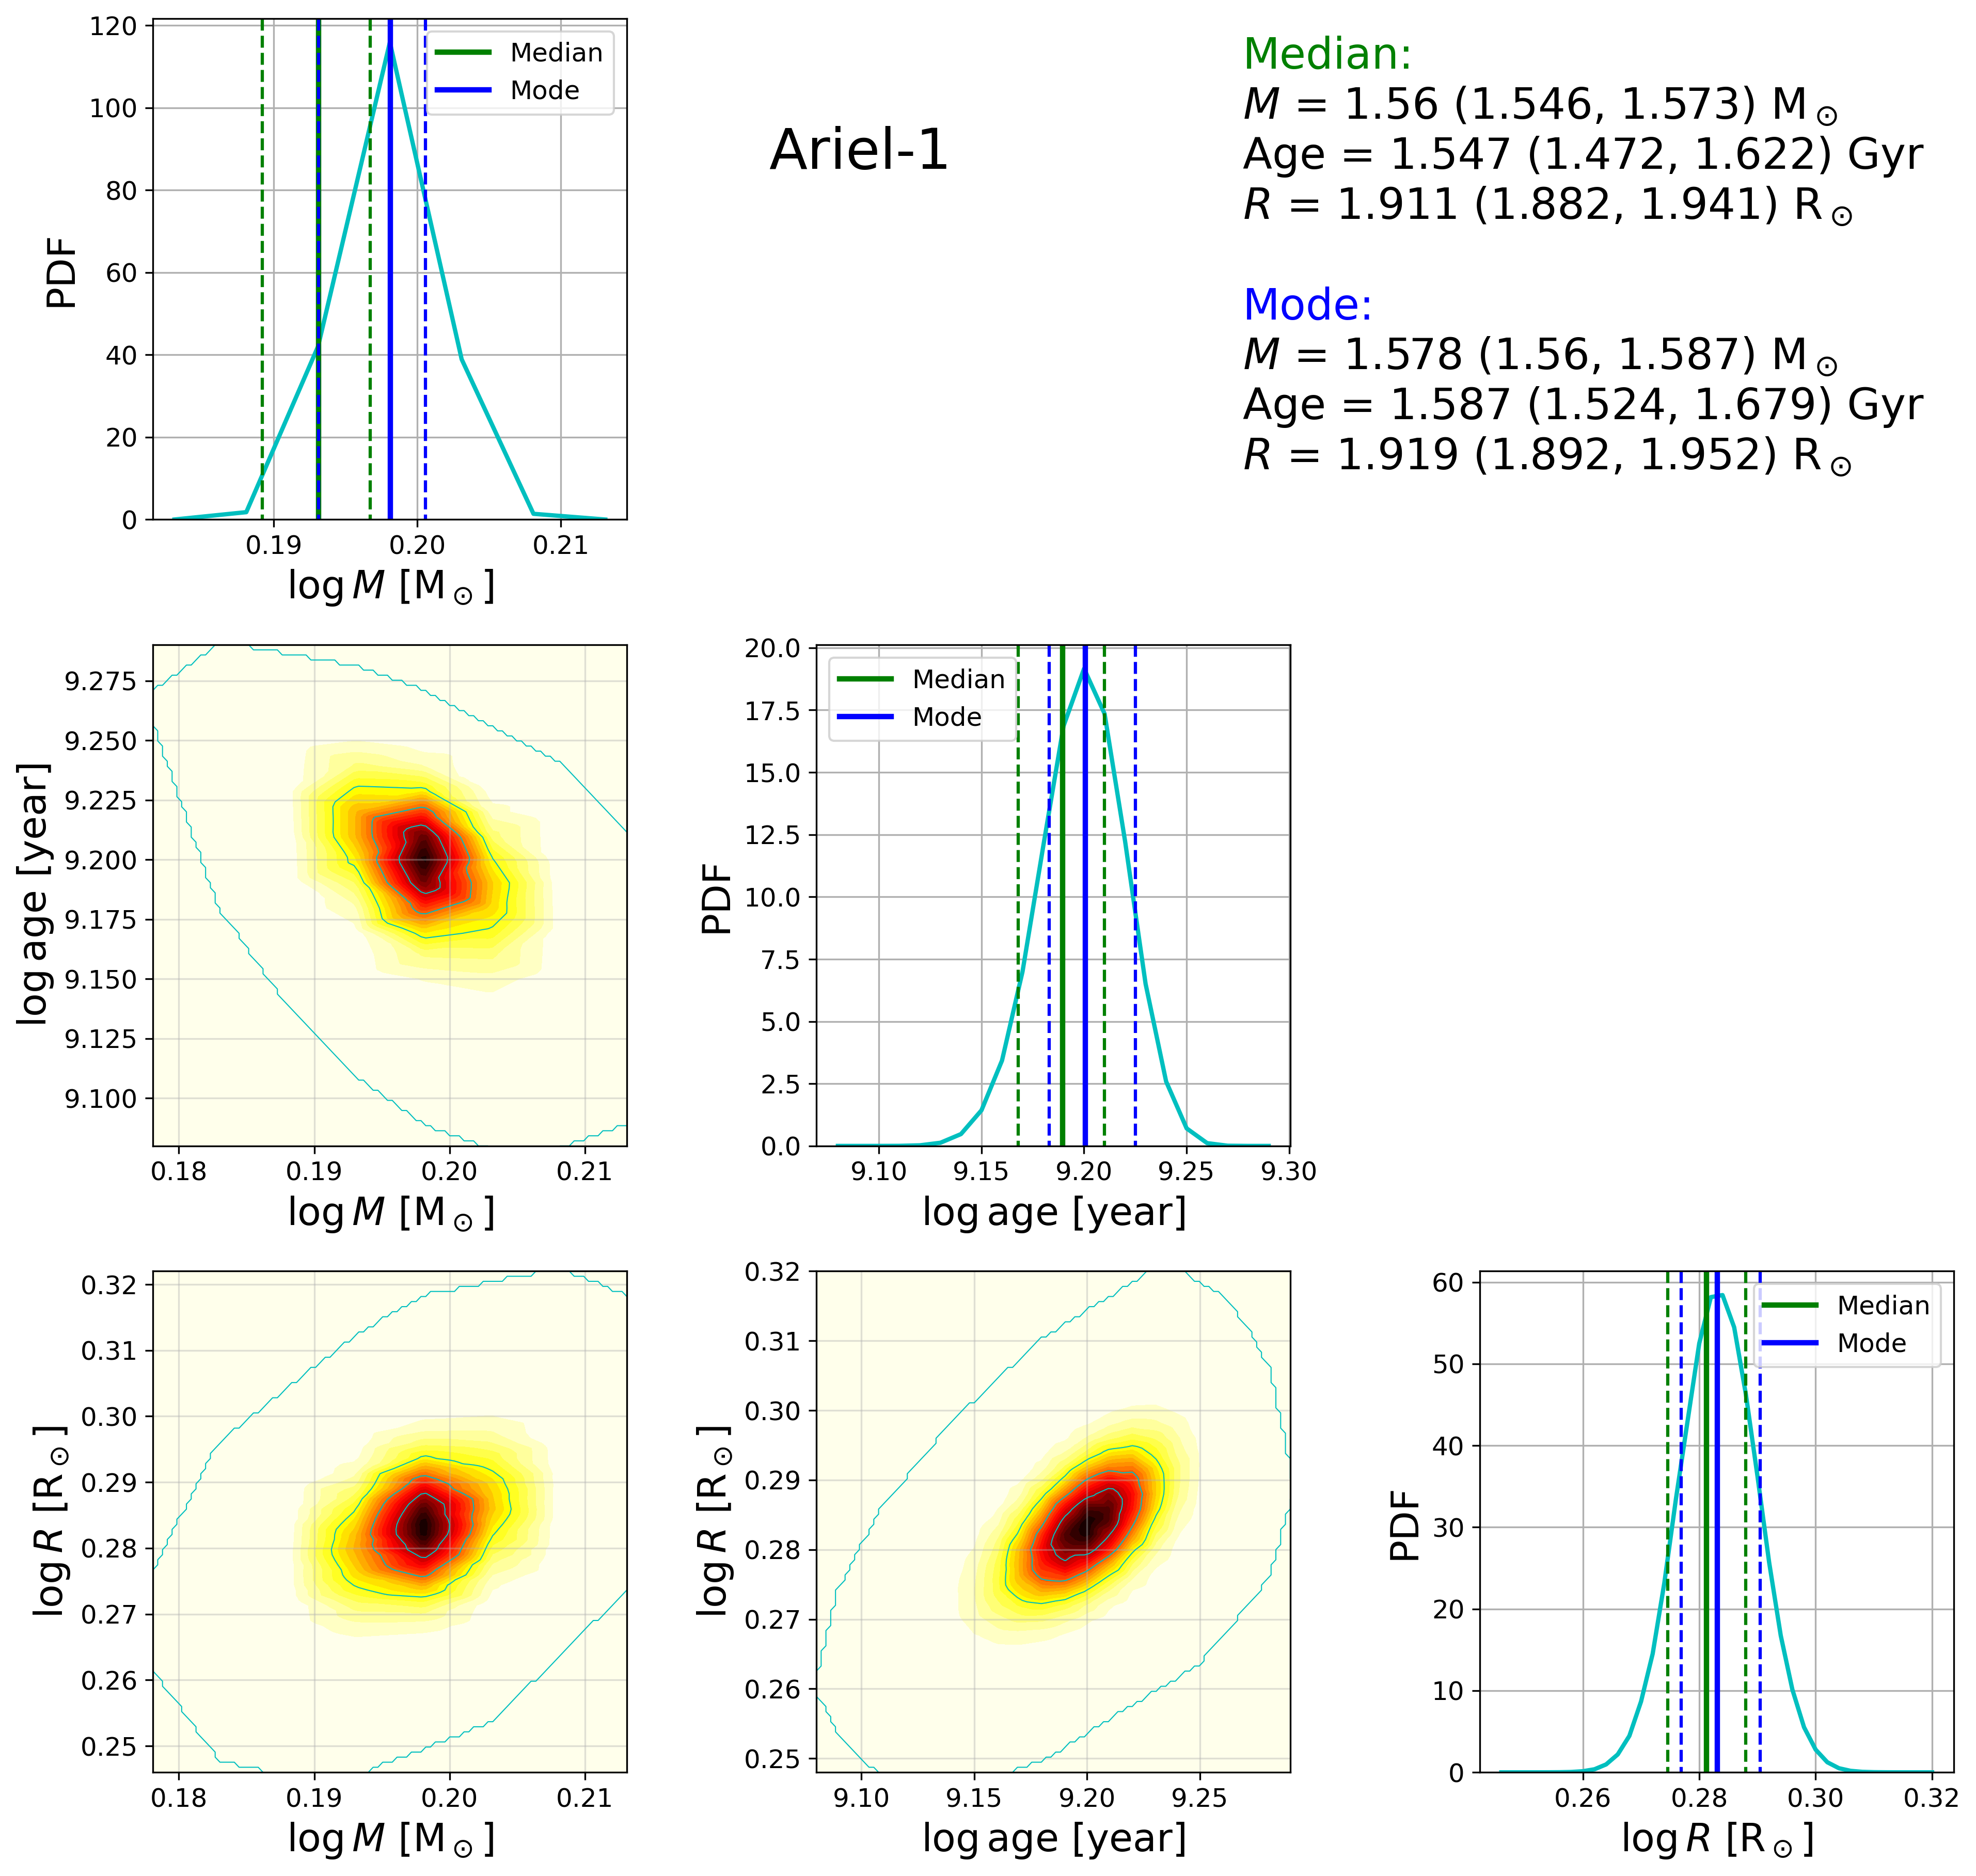 120
100
80
60
40
20
0
PDF
Median
Mode
0.19 0.20 0.21
log M [M⊙]
Ariel-1
Median:
M = 1.56 (1.546, 1.573) M⊙
Age = 1.547 (1.472, 1.622) Gyr
R = 1.911 (1.882, 1.941) R⊙
Mode:
M = 1.578 (1.56, 1.587) M⊙
Age = 1.587 (1.524, 1.679) Gyr
R = 1.919 (1.892, 1.952) R⊙
9.275
9.250
9.225
9.200
9.175
9.150
9.125
9.100
log age [year]
0.18 0.19 0.20 0.21
log M [M⊙]
20.0
17.5
15.0
12.5
10.0
7.5
5.0
2.5
0.0
PDF
Median
Mode
9.10 9.15 9.20 9.25 9.30
log age [year]
0.32
0.31
0.30
0.29
0.28
0.27
0.26
0.25
log R [R⊙]
0.18 0.19 0.20 0.21
log M [M⊙]
0.32
0.31
0.30
0.29
0.28
0.27
0.26
0.25
log R [R⊙]
9.10 9.15 9.20 9.25
log age [year]
60
50
40
30
20
10
0
PDF
Median
Mode
0.26 0.28 0.30 0.32
log R [R⊙]